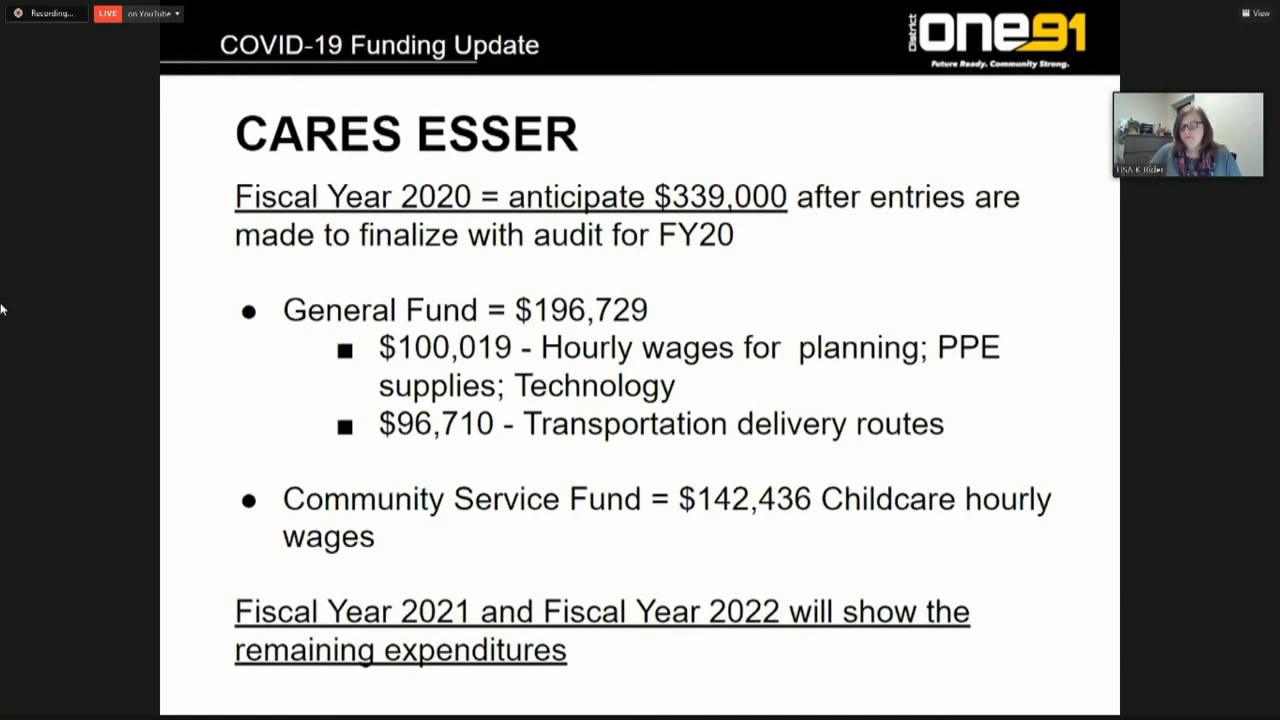 Recording...
LIVE on YouTube
View
COVID-19 Funding Update
District one91
Future Ready. Community Strong.
CARES ESSER
Fiscal Year 2020 = anticipate $339,000 after entries are
made to finalize with audit for FY20
● General Fund = $196,729
■ $100,019 - Hourly wages for planning; PPE
supplies; Technology
■ $96,710 - Transportation delivery routes
● Community Service Fund = $142,436 Childcare hourly
wages
Fiscal Year 2021 and Fiscal Year 2022 will show the
remaining expenditures
LISA K Rider